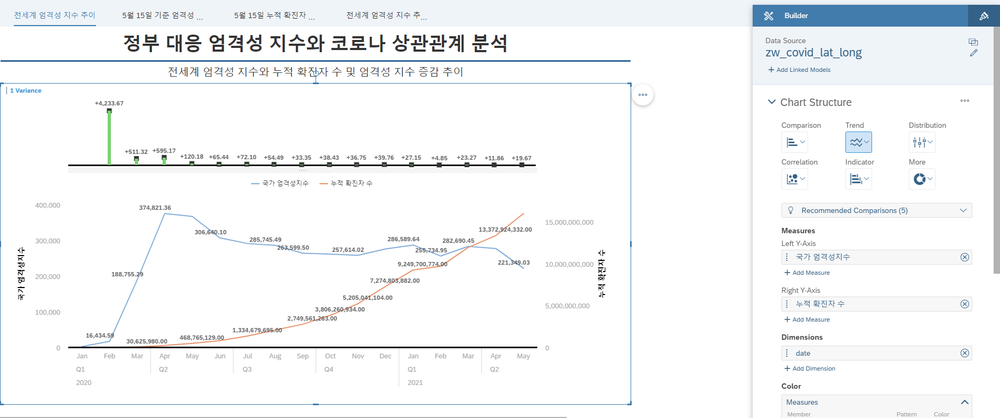 전세계 엄격성 지수 추이
5월 15일 기준 엄격성 ...
5월 15일 누적 확진자 ...
전세계 엄격성 지수 추...
정부 대응 엄격성 지수와 코로나 상관관계 분석
전세계 엄격성 지수와 누적 확진자 수 및 엄격성 지수 증감 추이
1 Variance
+4,233.67
+511.32
+595.17
+120.18
+65.44
+72.10
+54.49
+33.35
+38.43
+36.75
+39.76
+27.15
+4.85
+23.27
+11.86
+19.67
국가 엄격성지수
누적 확진자 수
국가 엄격성지수
400,000
300,000
200,000
100,000
0
374,821.36
306,640.10
285,745.49
263,599.50
257,614.02
286,589.64
255,734.95
282,690.45
221,349.03
188,755.29
16,434.59
30,625,980.00
468,765,129.00
1,334,679,695.00
2,749,561,263.00
3,806,260,934.00
5,205,041,104.00
7,274,803,882.00
9,249,700,774.00
13,372,924,332.00
15,000,000,000
10,000,000,000
5,000,000,000
0
누적 확진자 수
Jan Feb Mar Apr May Jun Jul Aug Sep Oct Nov Dec Jan Feb Mar Apr May
Q1 Q2 Q3 Q4 Q1 Q2
2020 2021
Builder
Data Source
zw_covid_lat_long
+ Add Linked Models
Chart Structure
Comparison Trend Distribution
Correlation Indicator More
Recommended Comparisons (5)
Measures
Left Y-Axis
국가 엄격성지수
+ Add Measure
Right Y-Axis
누적 확진자 수
+ Add Measure
Dimensions
date
+ Add Dimension
Color
Measures
Member Pattern Color